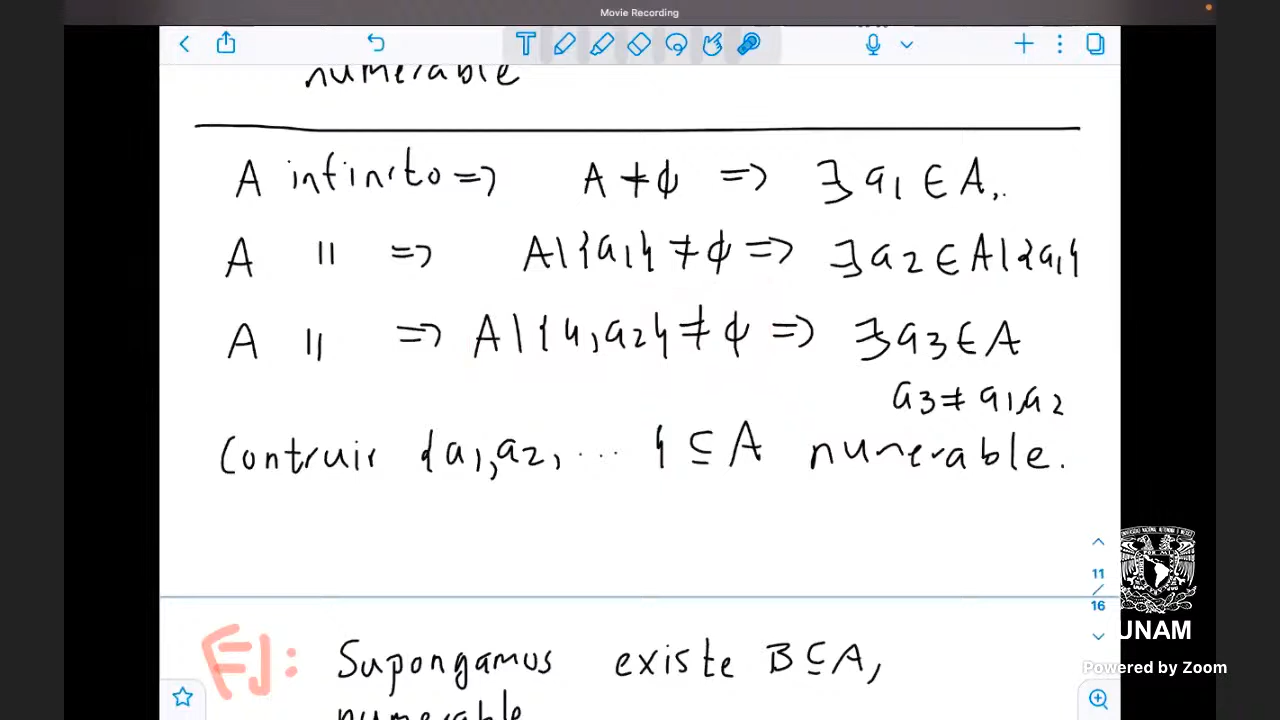 Movie Recording
numerable
A infinito => A ≠ ϕ => ∃ a1 ∈ A,.
A || => A\{a1} ≠ ϕ => ∃ a2 ∈ A\{a1}
A || => A\{a1,a2} ≠ ϕ => ∃ a3 ∈ A
a3 ≠ a1,a2
Contruir {a1,a2, ... } ⊆ A numerable.
11
/
16
UNAM
Powered by Zoom
EJ: Supongamos existe B ⊆ A,
numerable